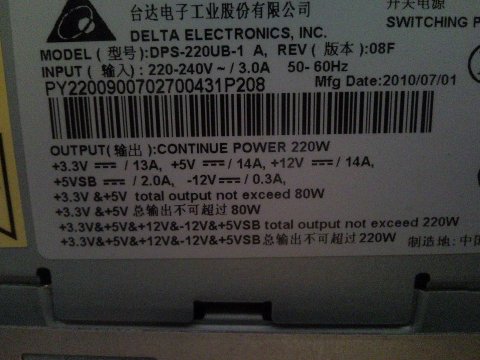 台达电子工业股份有限公司
开关电源
DELTA ELECTRONICS, INC.
SWITCHING P
MODEL (型号):DPS-220UB-1 A, REV (版本):08F
INPUT (输入): 220-240V ~ / 3.0A 50- 60Hz
PY2200900702700431P208
Mfg Date:2010/07/01
OUTPUT(输出):CONTINUE POWER 220W
+3.3V ⎓ / 13A, +5V ⎓ / 14A, +12V ⎓ / 14A,
+5VSB ⎓ / 2.0A, -12V ⎓ / 0.3A,
+3.3V &+5V total output not exceed 80W
+3.3V &+5V 总输出不可超过 80W
+3.3V&+5V&+12V&-12V&+5VSB total output not exceed 220W
+3.3V&+5V&+12V&-12V&+5VSB总输出不可超过 220W
制造地: 中